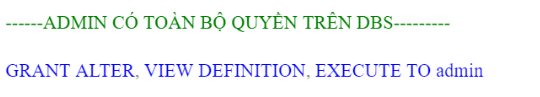 ------ADMIN CÓ TOÀN BỘ QUYỀN TRÊN DBS---------
GRANT ALTER, VIEW DEFINITION, EXECUTE TO admin